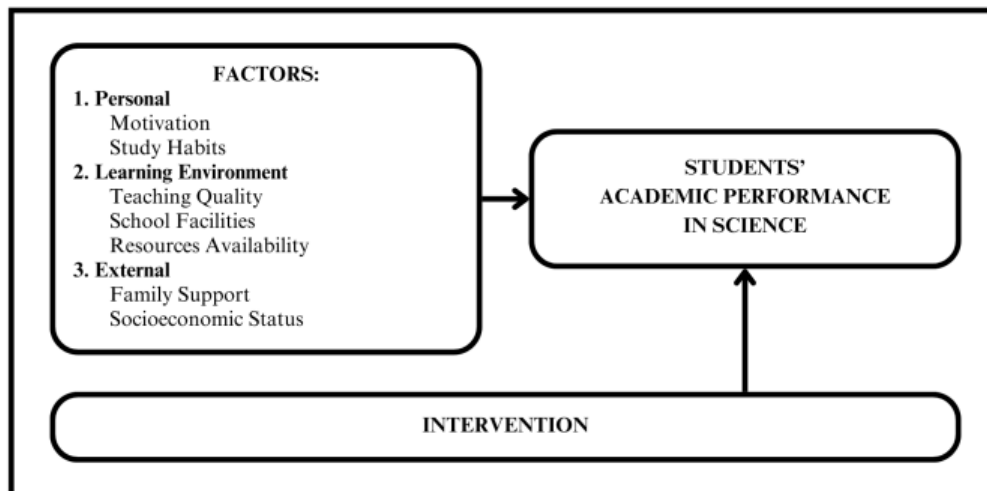 FACTORS:
1. Personal
Motivation
Study Habits
2. Learning Environment
Teaching Quality
School Facilities
Resources Availability
3. External
Family Support
Socioeconomic Status
STUDENTS’
ACADEMIC PERFORMANCE
IN SCIENCE
INTERVENTION